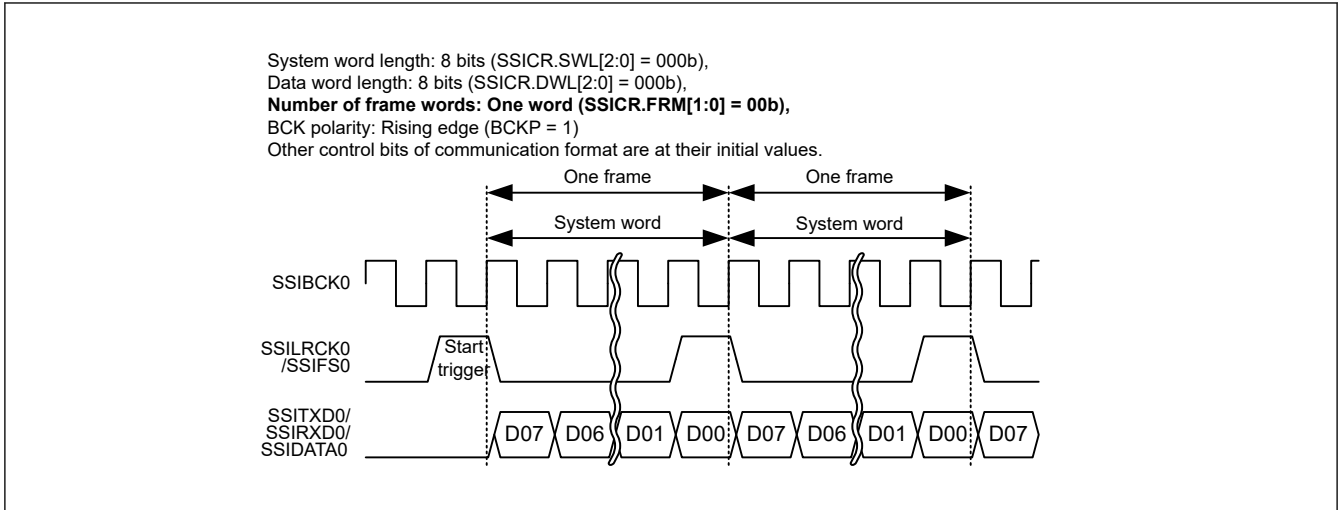 System word length: 8 bits (SSICR.SWL[2:0] = 000b),
Data word length: 8 bits (SSICR.DWL[2:0] = 000b),
Number of frame words: One word (SSICR.FRM[1:0] = 00b),
BCK polarity: Rising edge (BCKP = 1)
Other control bits of communication format are at their initial values.
One frame One frame
System word System word
SSIBCK0
SSILRCK0
/SSIFS0
Start
trigger
SSITXD0/
SSIRXD0/
SSIDATA0
D07 D06 D01 D00 D07 D06 D01 D00 D07